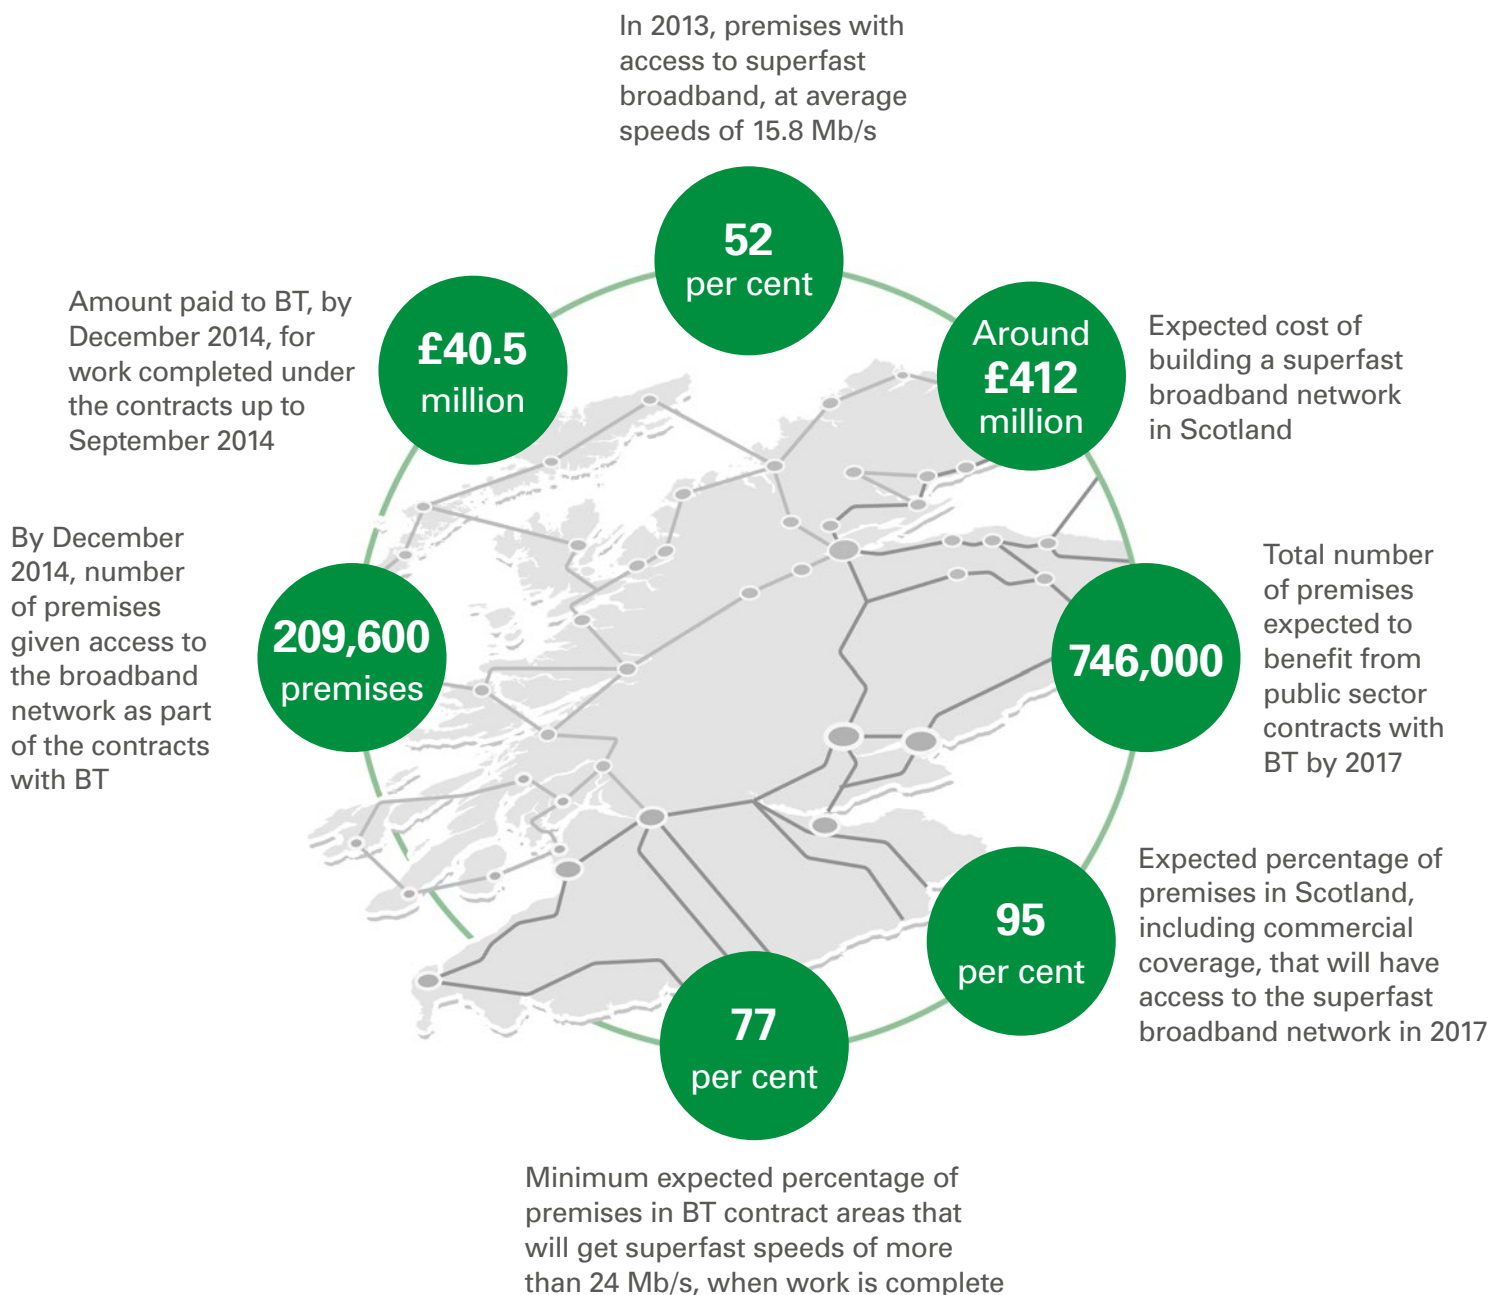 In 2013, premises with
access to superfast
broadband, at average
speeds of 15.8 Mb/s
52
per cent
Around
£412
million
Expected cost of
building a superfast
broadband network
in Scotland
746,000
Total number
of premises
expected to
benefit from
public sector
contracts with
BT by 2017
95
per cent
Expected percentage of
premises in Scotland,
including commercial
coverage, that will have
access to the superfast
broadband network in 2017
77
per cent
Minimum expected percentage of
premises in BT contract areas that
will get superfast speeds of more
than 24 Mb/s, when work is complete
By December
2014, number
of premises
given access to
the broadband
network as part
of the contracts
with BT
209,600
premises
Amount paid to BT, by
December 2014, for
work completed under
the contracts up to
September 2014
£40.5
million